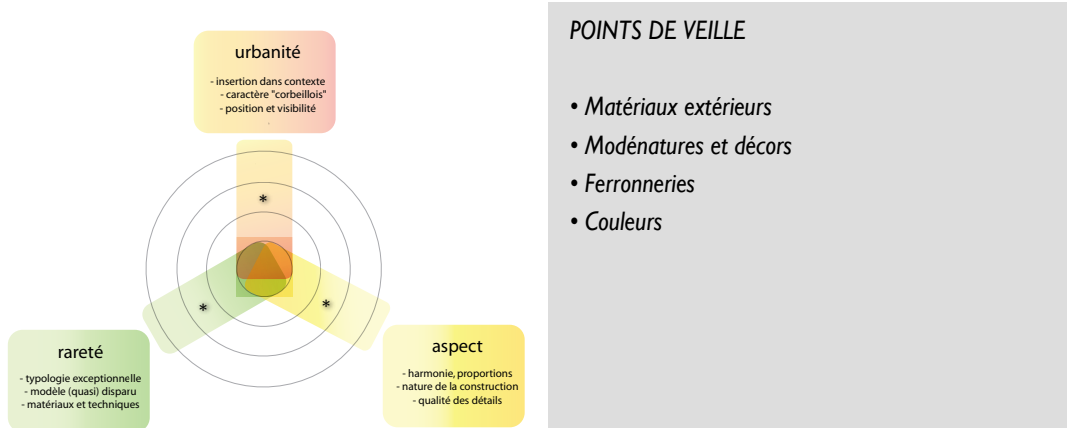 urbanité
- insertion dans contexte
- caractère "corbeillois"
- position et visibilité
*
*
*
rareté
- typologie exceptionnelle
- modèle (quasi) disparu
- matériaux et techniques
aspect
- harmonie, proportions
- nature de la construction
- qualité des détails
POINTS DE VEILLE
• Matériaux extérieurs
• Modénatures et décors
• Ferronneries
• Couleurs